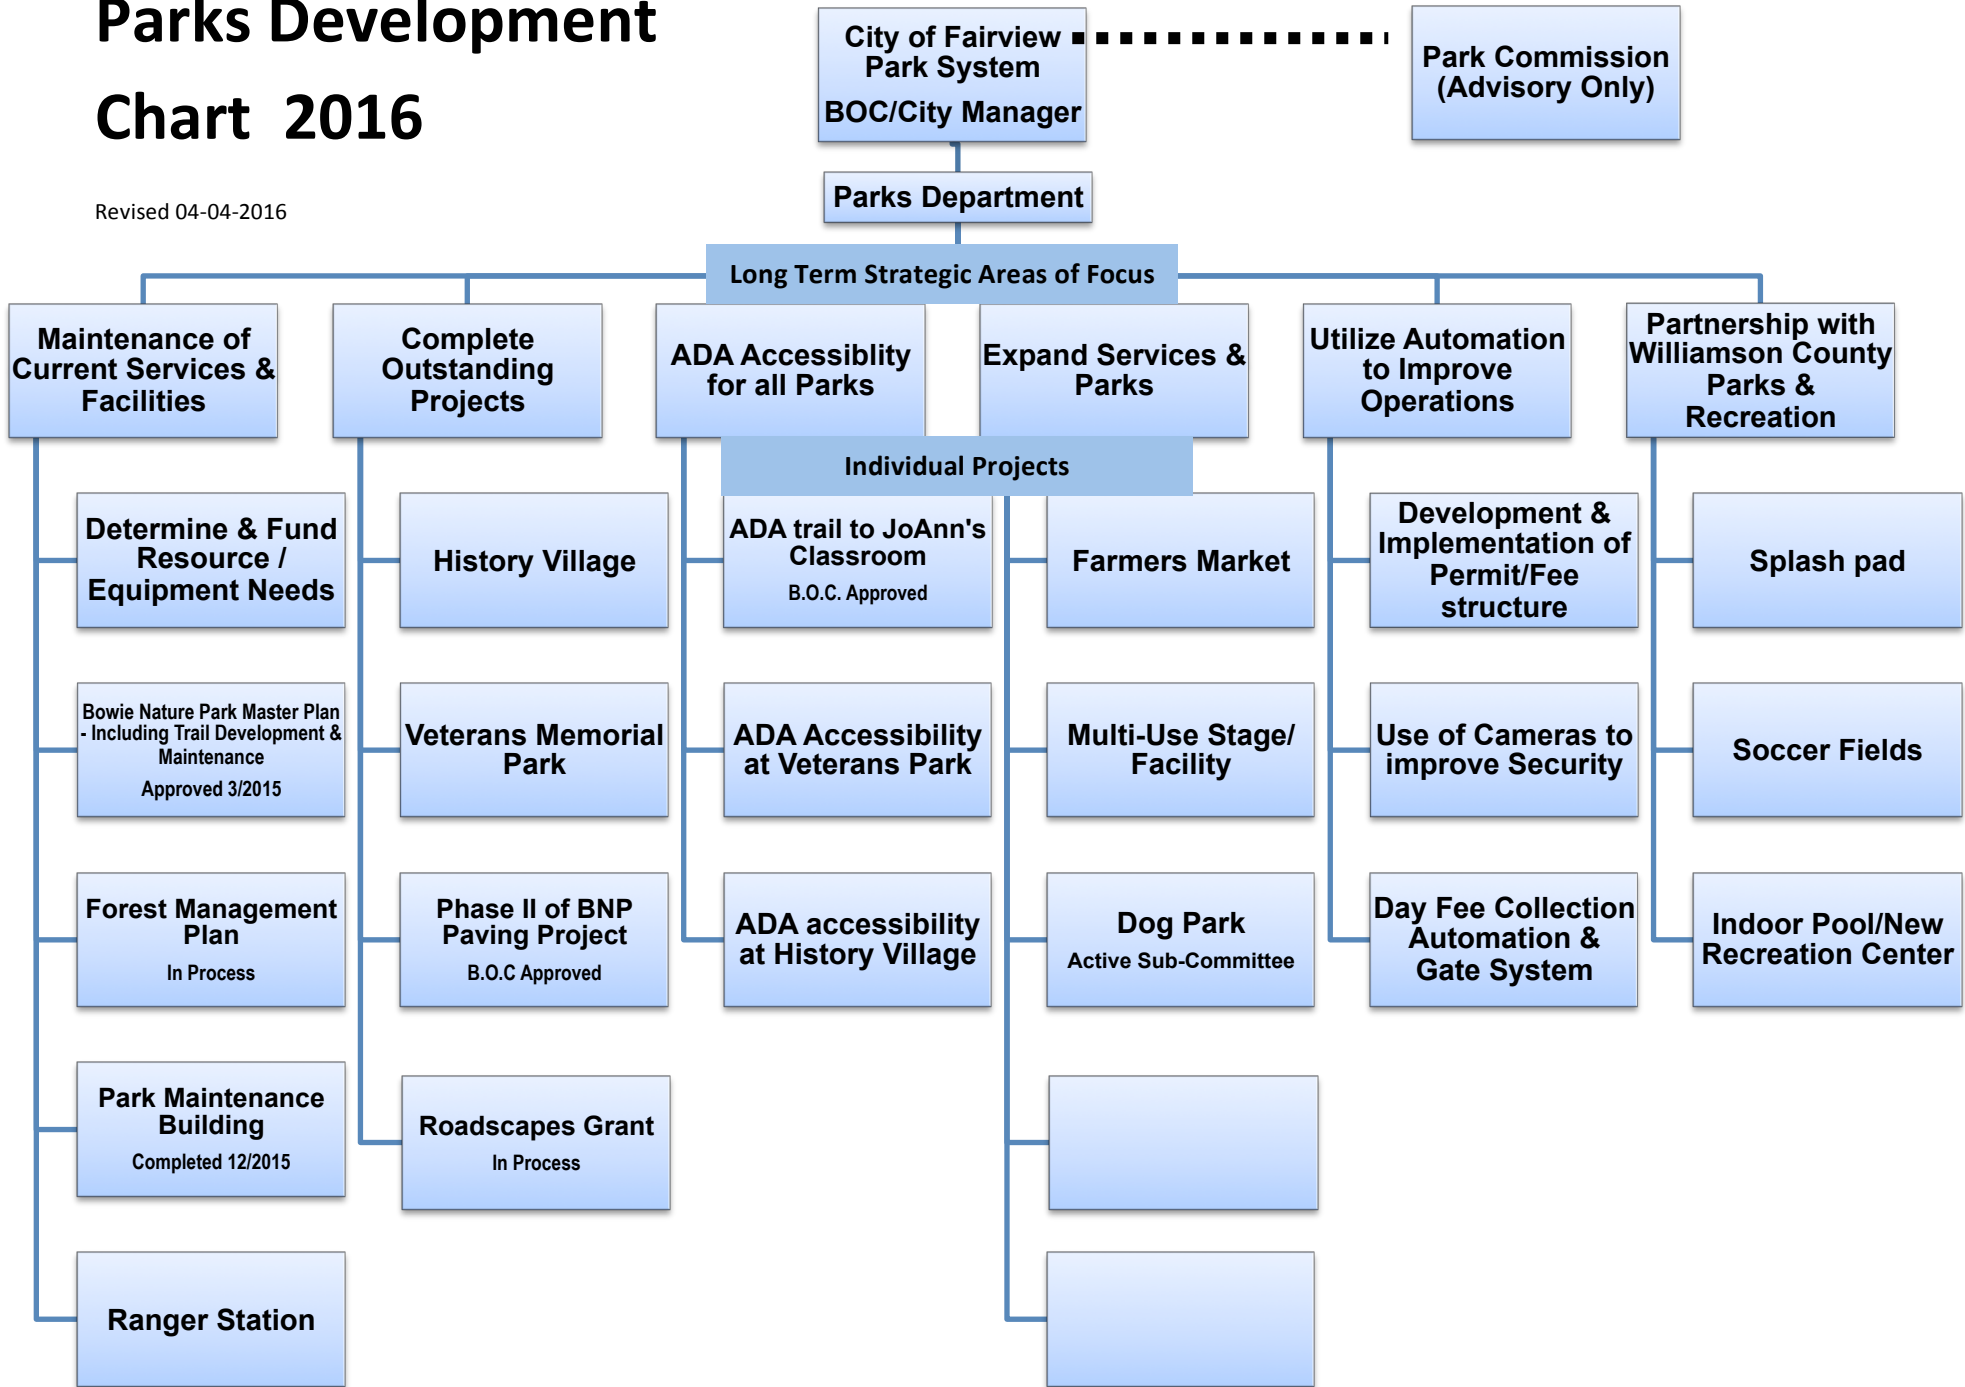 Parks Development
Chart 2016
Revised 04-04-2016
City of Fairview
Park System
BOC/City Manager
Park Commission
(Advisory Only)
Parks Department
Long Term Strategic Areas of Focus
Maintenance of
Current Services &
Facilities
Complete
Outstanding
Projects
ADA Accessiblity
for all Parks
Expand Services &
Parks
Utilize Automation
to Improve
Operations
Partnership with
Williamson County
Parks &
Recreation
Individual Projects
Determine & Fund
Resource /
Equipment Needs
History Village
ADA trail to JoAnn's
Classroom
B.O.C. Approved
Farmers Market
Development &
Implementation of
Permit/Fee
structure
Splash pad
Bowie Nature Park Master Plan
- Including Trail Development &
Maintenance
Approved 3/2015
Veterans Memorial
Park
ADA Accessibility
at Veterans Park
Multi-Use Stage/
Facility
Use of Cameras to
improve Security
Soccer Fields
Forest Management
Plan
In Process
Phase II of BNP
Paving Project
B.O.C Approved
ADA accessibility
at History Village
Dog Park
Active Sub-Committee
Day Fee Collection
Automation &
Gate System
Indoor Pool/New
Recreation Center
Park Maintenance
Building
Completed 12/2015
Roadscapes Grant
In Process
Ranger Station